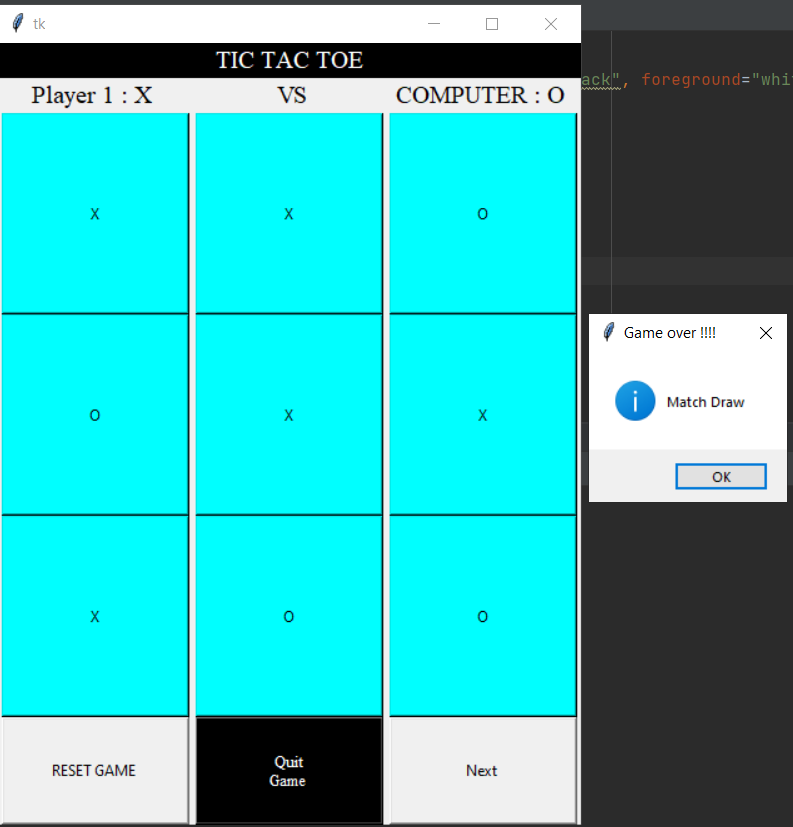 tk
TIC TAC TOE
Player 1 : X VS COMPUTER : O
X X O
O X X
X O O
RESET GAME
Quit
Game
Next
ack", foreground="whi
Game over !!!!
i
Match Draw
OK